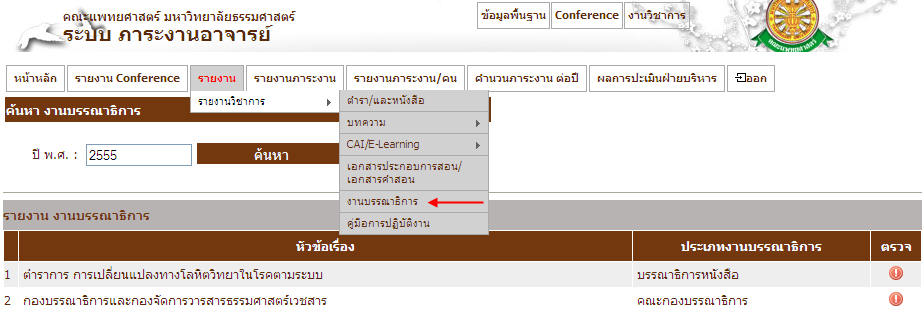 คณะแพทยศาสตร์ มหาวิทยาลัยธรรมศาสตร์
ระบบ ภาระงานอาจารย์
ข้อมูลพื้นฐาน Conference งานวิชาการ
หน้าหลัก รายงาน Conference รายงาน รายงานภาระงาน รายงานภาระงาน/คน คำนวนภาระงาน ต่อปี ผลการประเมินฝ่ายบริหาร ออก
รายงานวิชาการ
ตำรา/และหนังสือ
บทความ
CAI/E-Learning
เอกสารประกอบการสอน/
เอกสารคำสอน
งานบรรณาธิการ
คู่มือการปฏิบัติงาน
ค้นหา งานบรรณาธิการ
ปี พ.ศ. : 2555 ค้นหา
รายงาน งานบรรณาธิการ
หัวข้อเรื่อง ประเภทงานบรรณาธิการ ตรวจ
1 ตำราการ การเปลี่ยนแปลงทางโลหิตวิทยาในโรคตามระบบ บรรณาธิการหนังสือ
2 กองบรรณาธิการและกองจัดการวารสารธรรมศาสตร์เวชสาร คณะกองบรรณาธิการ